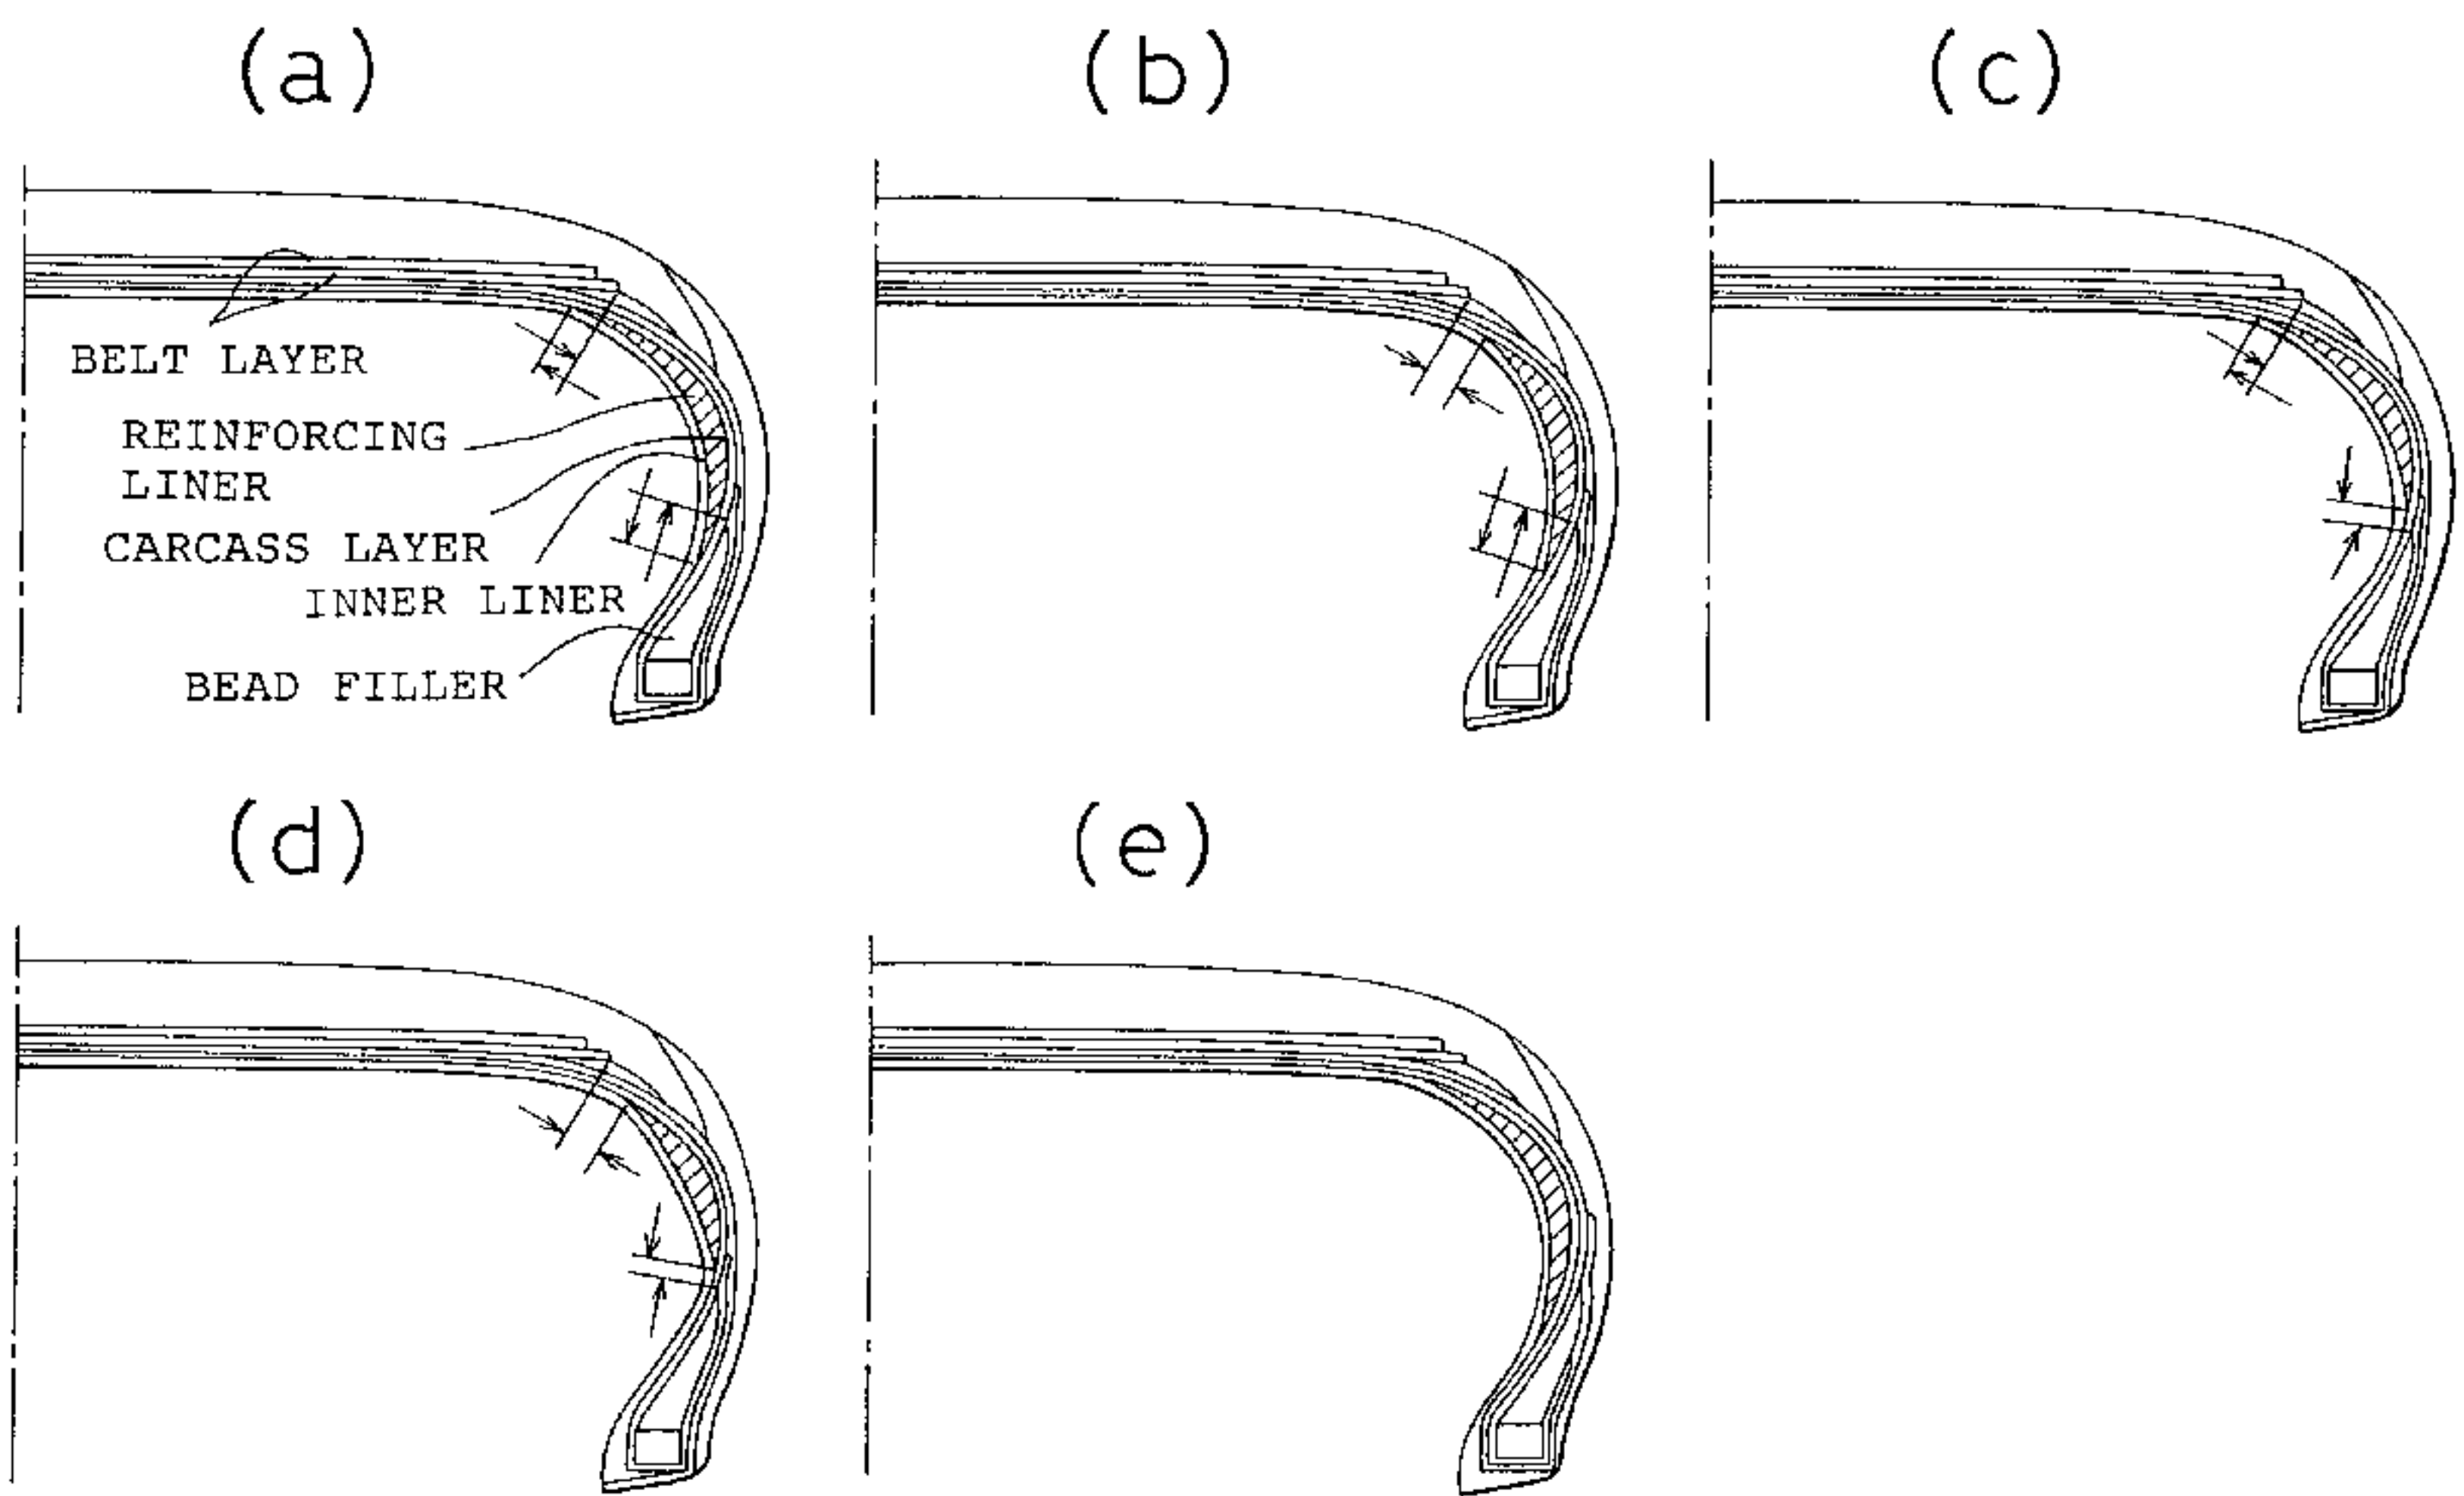 (a)
(b)
(c)
BELT LAYER
REINFORCING
LINER
CARCASS LAYER
INNER LINER
BEAD FILLER
(d)
(e)